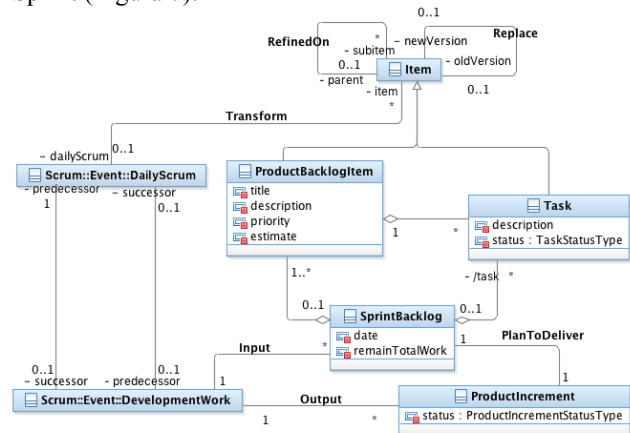 Sprint (Figura
0..1
RefinedOn
*
- newVersion
Replace
- subitem
0..1
Item
- oldVersion
- parent
- item
0..1
*
Transform
0..1
- dailyScrum
Scrum::Event::DailyScrum
- predecessor
- successor
1
0..1
ProductBacklogItem
title
description
priority
estimate
1
*
Task
description
status : TaskStatusType
1..*
- /task
*
0..1
0..1
SprintBacklog
date
remainTotalWork
Input
*
1
PlanToDeliver
0..1
0..1
- successor
- predecessor
1
1
Scrum::Event::DevelopmentWork
Output
1
*
ProductIncrement
status : ProductIncrementStatusType